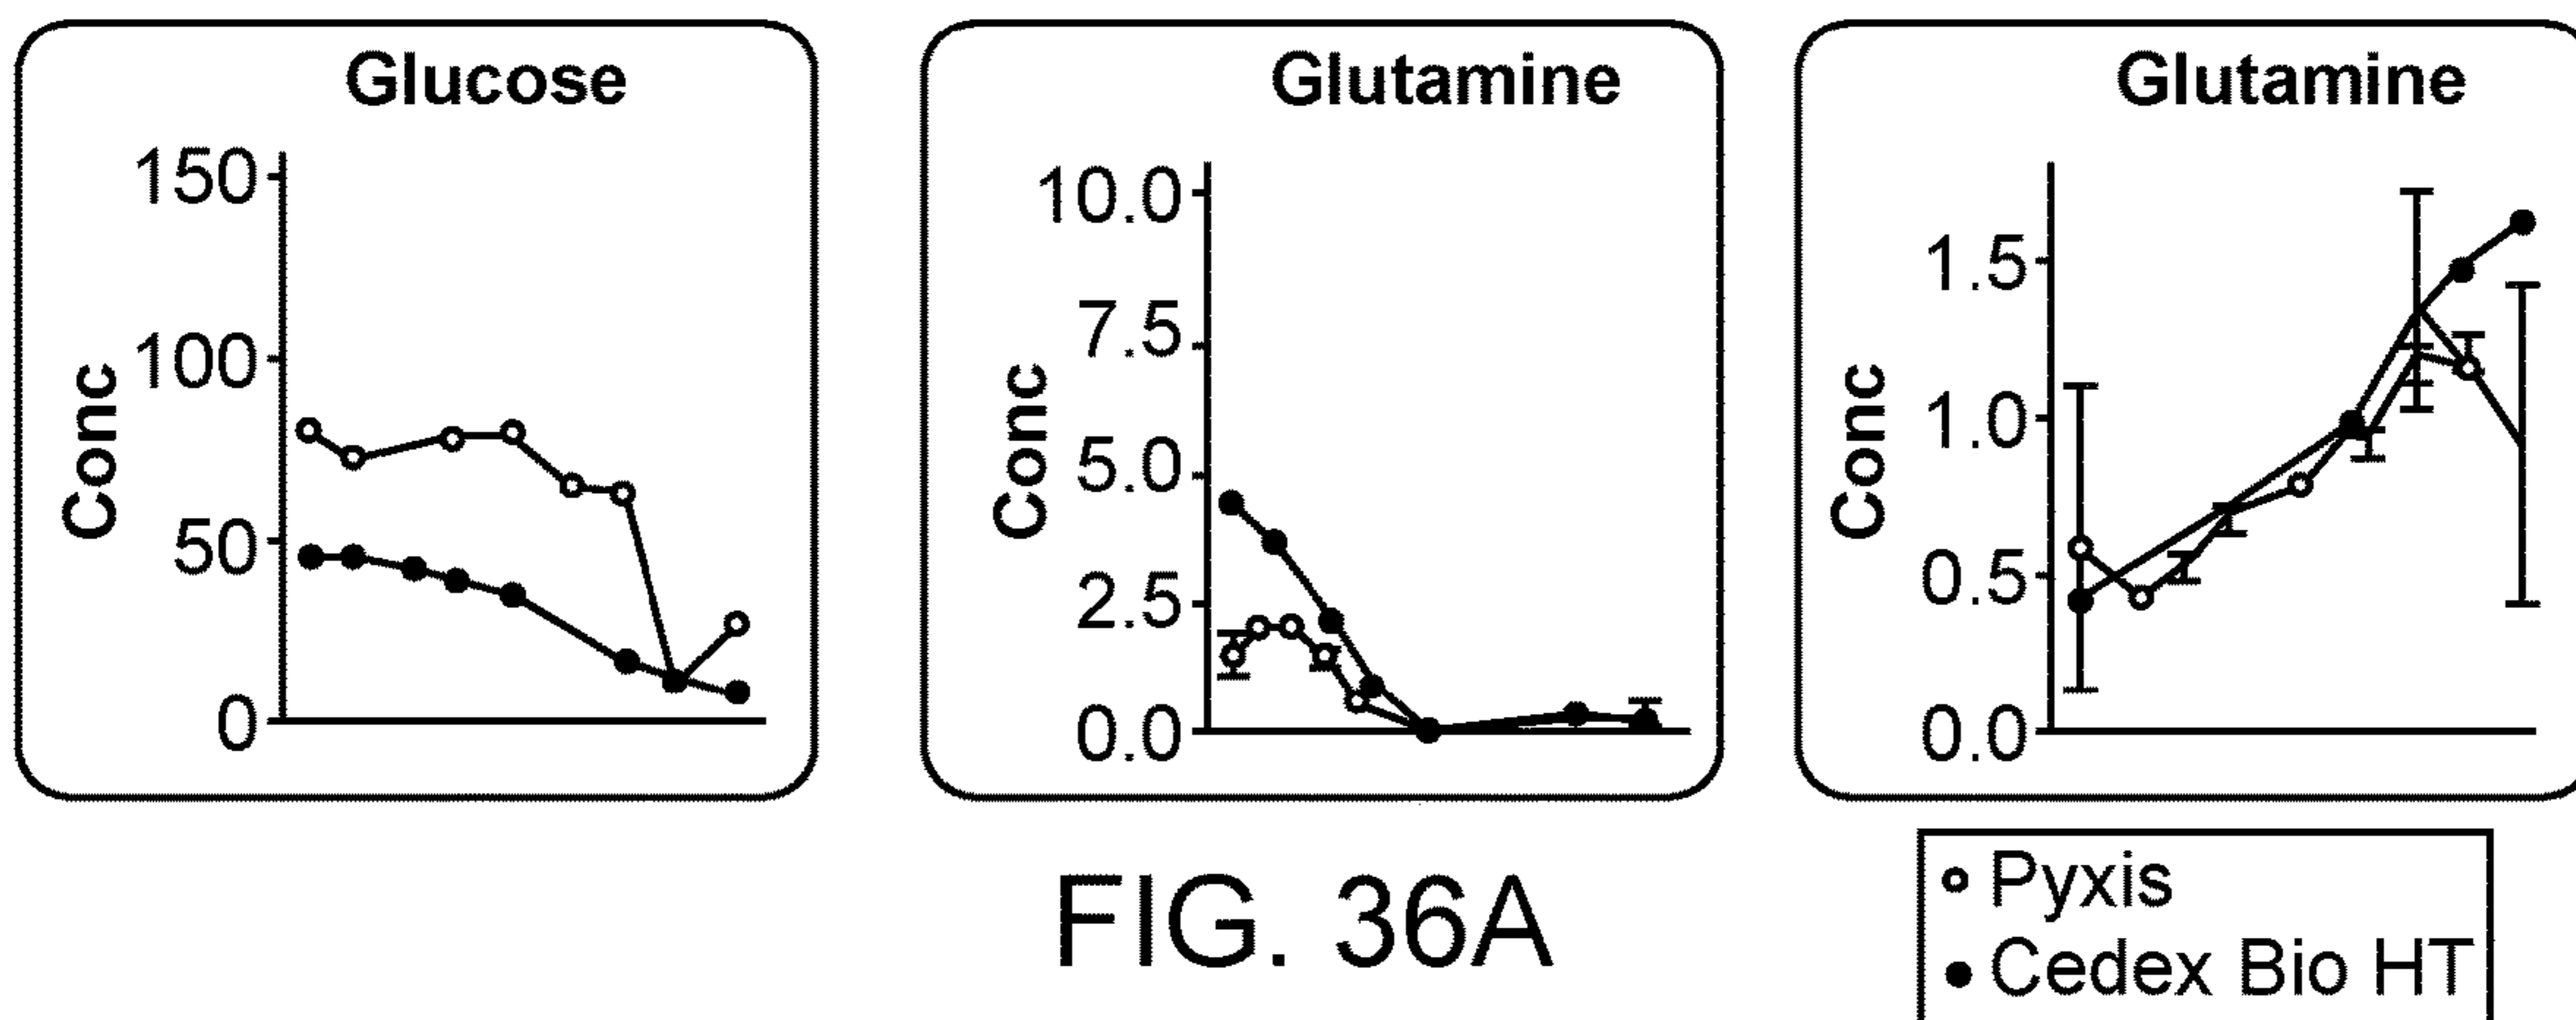 Glucose
150
100
50
0
Conc
Glutamine
10.0
7.5
5.0
2.5
0.0
Conc
Glutamine
1.5
1.0
0.5
0.0
Conc
FIG. 36A
Pyxis
Cedex Bio HT